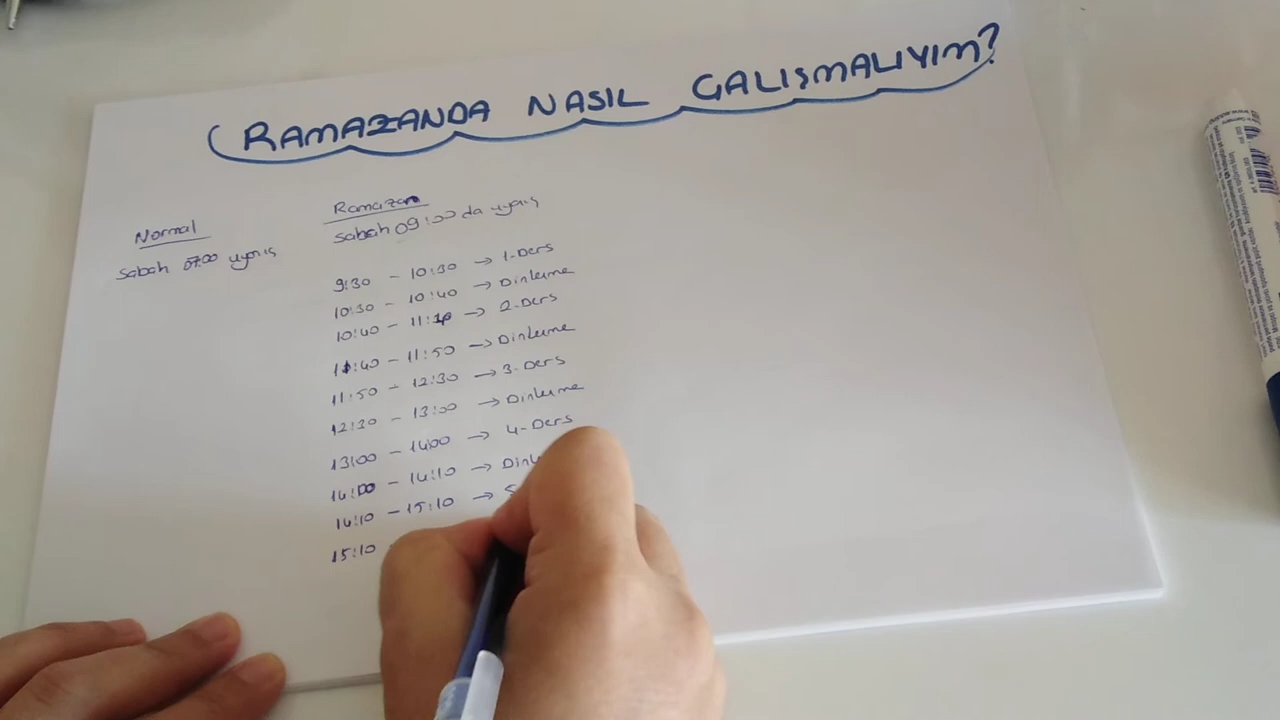 RAMAZANDA NASIL ÇALIŞMALIYIM?
Normal
Sabah 07.00 uyanış
Ramazan
Sabah 09:00 da uyanış
9:30 - 10:30 → 1-Ders
10:30 - 10:40 → Dinlenme
10:40 - → 2-Ders
11:40 - 11:50 → Dinlenme
11:50 - 12:30 → 3-Ders
12:30 - 13:00 → Dinlenme
13:00 - 14:00 → 4-Ders
14:00 - 14:10 → Dinl
14:10 - 15:10 →
15:10